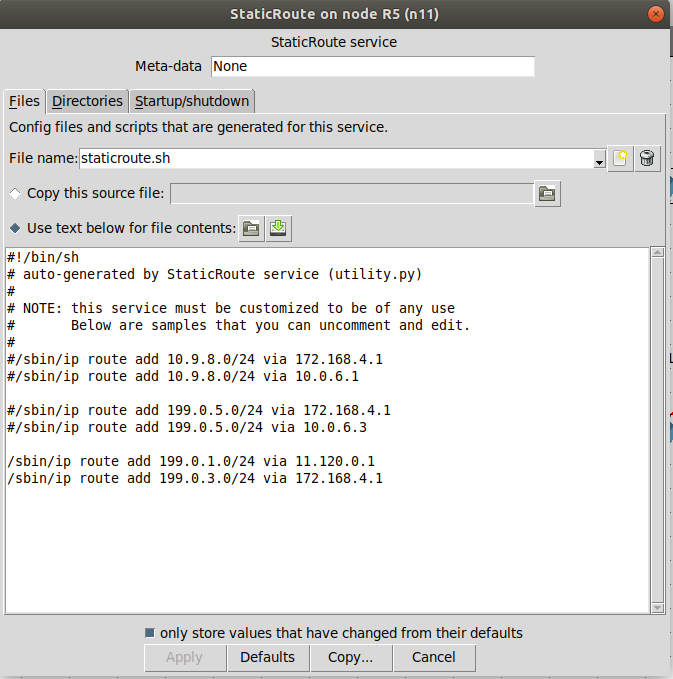 StaticRoute on node R5 (n11)
StaticRoute service
Meta-data None
Files Directories Startup/shutdown
Config files and scripts that are generated for this service.
File name: staticroute.sh
Copy this source file:
Use text below for file contents:
#!/bin/sh
# auto-generated by StaticRoute service (utility.py)
#
# NOTE: this service must be customized to be of any use
#       Below are samples that you can uncomment and edit.
#
#/sbin/ip route add 10.9.8.0/24 via 172.168.4.1
#/sbin/ip route add 10.9.8.0/24 via 10.0.6.1
#/sbin/ip route add 199.0.5.0/24 via 172.168.4.1
#/sbin/ip route add 199.0.5.0/24 via 10.0.6.3
/sbin/ip route add 199.0.1.0/24 via 11.120.0.1
/sbin/ip route add 199.0.3.0/24 via 172.168.4.1
only store values that have changed from their defaults
Apply Defaults Copy... Cancel